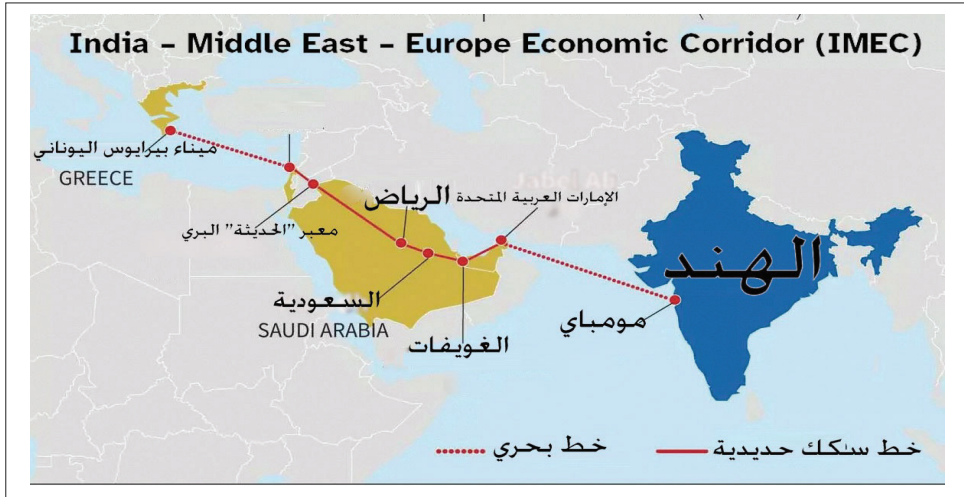 India – Middle East – Europe Economic Corridor (IMEC)
ميناء بيرايوس اليوناني
GREECE
معبر "الحديثة" البري
الرياض
الإمارات العربية المتحدة
السعودية
SAUDI ARABIA
الغويفات
الهند
مومباي
خط سكك حديدية
خط بحري